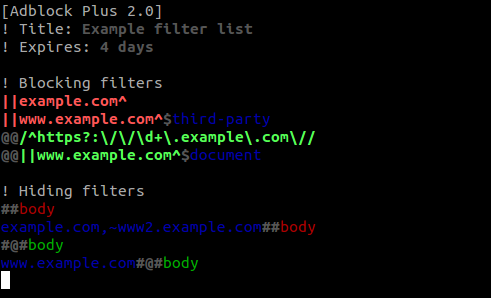 [Adblock Plus 2.0]
! Title: Example filter list
! Expires: 4 days
! Blocking filters
||example.com^
||www.example.com^$third-party
@@/^https?:\/\/\d+\.example\.com\//
@@||www.example.com^$document
! Hiding filters
##body
example.com,~www2.example.com##body
#@#body
www.example.com#@#body